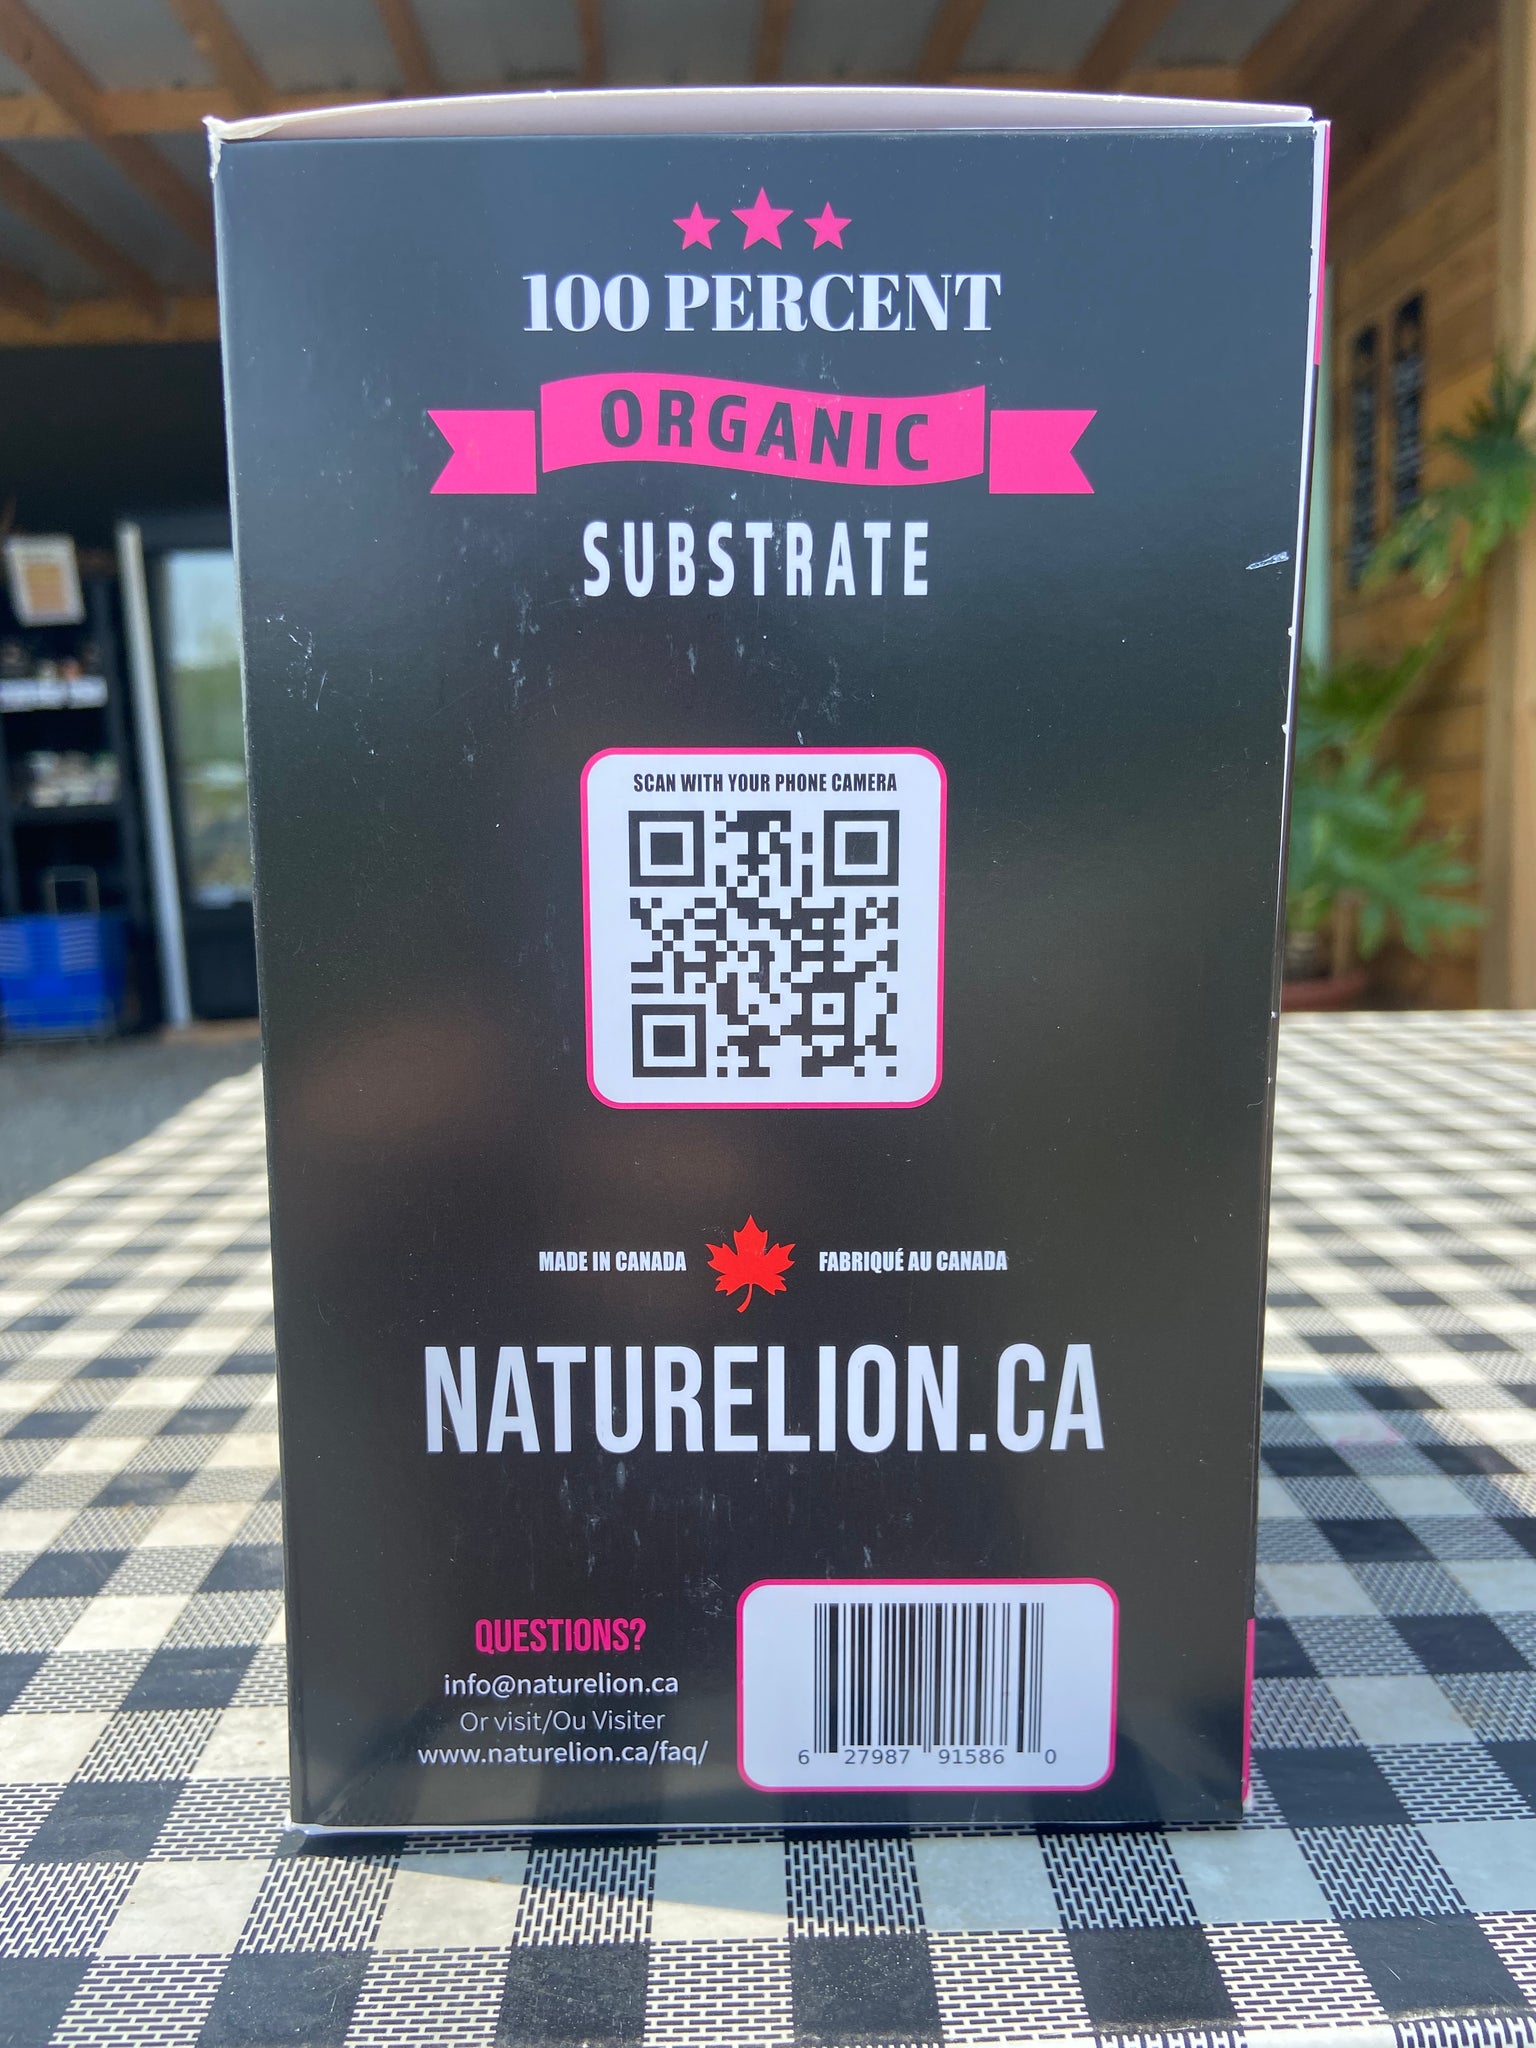 100 PERCENT
ORGANIC
SUBSTRATE
SCAN WITH YOUR PHONE CAMERA
MADE IN CANADA FABRIQUÉ AU CANADA
NATURELION.CA
QUESTIONS?
info@naturelion.ca
Or visit/Ou Visiter
www.naturelion.ca/faq/
6 27987 91586 0